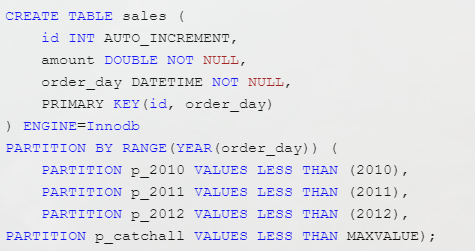 CREATE TABLE sales (
    id INT AUTO_INCREMENT,
    amount DOUBLE NOT NULL,
    order_day DATETIME NOT NULL,
    PRIMARY KEY(id, order_day)
) ENGINE=Innodb
PARTITION BY RANGE(YEAR(order_day)) (
    PARTITION p_2010 VALUES LESS THAN (2010),
    PARTITION p_2011 VALUES LESS THAN (2011),
    PARTITION p_2012 VALUES LESS THAN (2012),
PARTITION p_catchall VALUES LESS THAN MAXVALUE);